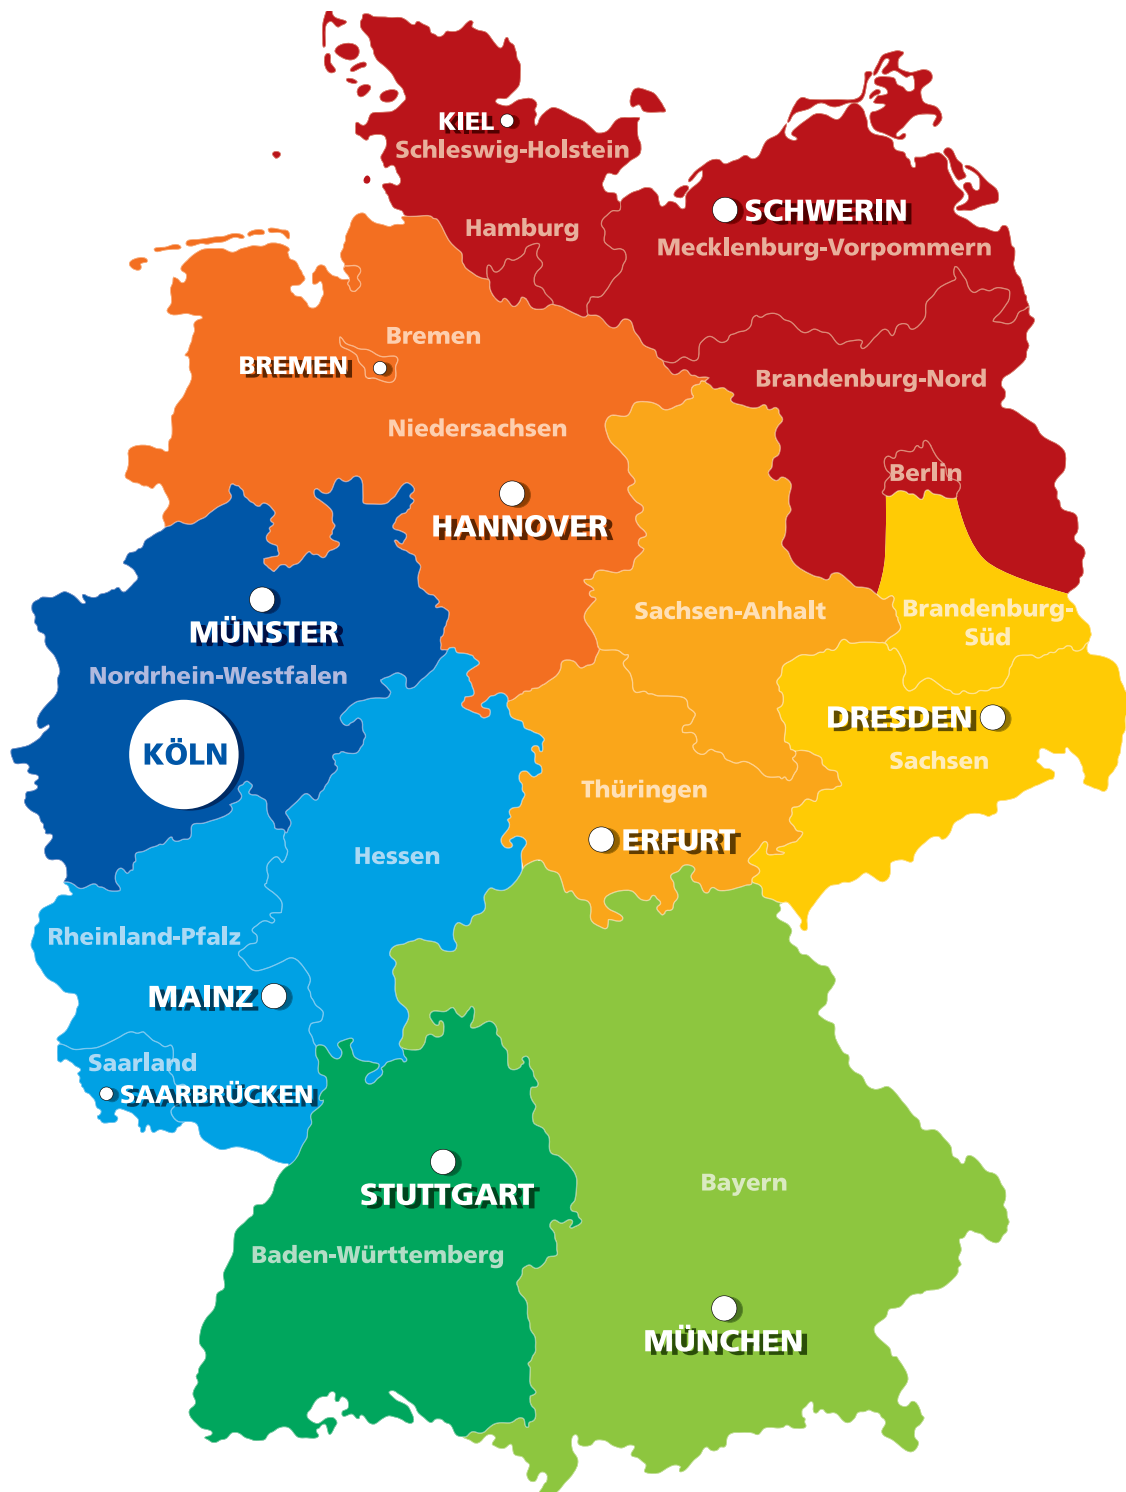 KIEL
Schleswig-Holstein
SCHWERIN
Hamburg
Mecklenburg-Vorpommern
Bremen
BREMEN
Brandenburg-Nord
Niedersachsen
Berlin
HANNOVER
Sachsen-Anhalt
Brandenburg-
Süd
MÜNSTER
Nordrhein-Westfalen
DRESDEN
KÖLN
Sachsen
Thüringen
ERFURT
Hessen
Rheinland-Pfalz
MAINZ
Saarland
SAARBRÜCKEN
Bayern
STUTTGART
Baden-Württemberg
MÜNCHEN